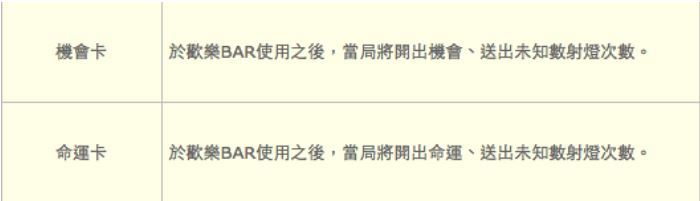 機會卡
於歡樂BAR使用之後，當局將開出機會、送出未知數射燈次數。
命運卡
於歡樂BAR使用之後，當局將開出命運、送出未知數射燈次數。